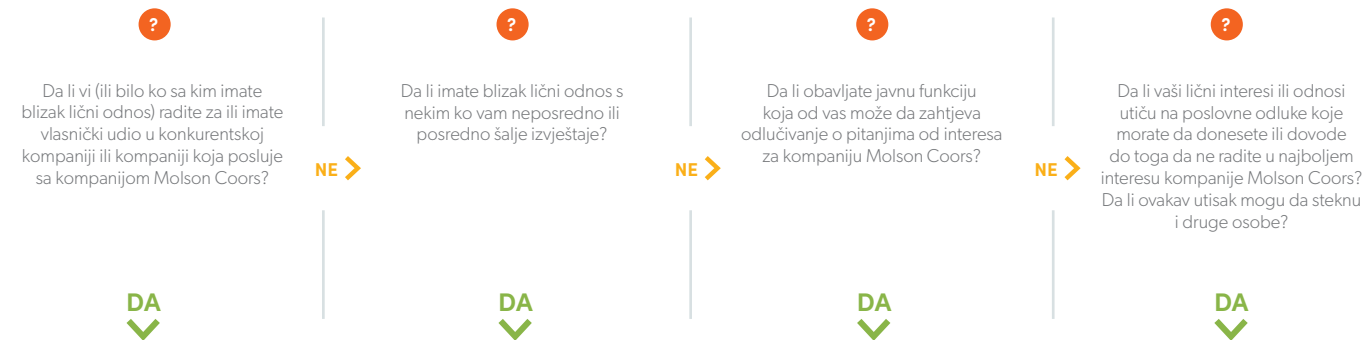 ?
Da li vi (ili bilo ko sa kim imate
blizak lični odnos) radite za ili imate
vlasnički udio u konkurentskoj
kompaniji ili kompaniji koja posluje
sa kompanijom Molson Coors?
NE
DA
?
Da li imate blizak lični odnos s
nekim ko vam neposredno ili
posredno šalje izvještaje?
NE
DA
?
Da li obavljate javnu funkciju
koja od vas može da zahtjeva
odlučivanje o pitanjima od interesa
za kompaniju Molson Coors?
NE
DA
?
Da li vaši lični interesi ili odnosi
utiču na poslovne odluke koje
morate da donesete ili dovode
do toga da ne radite u najboljem
interesu kompanije Molson Coors?
Da li ovakav utisak mogu da steknu
i druge osobe?
DA